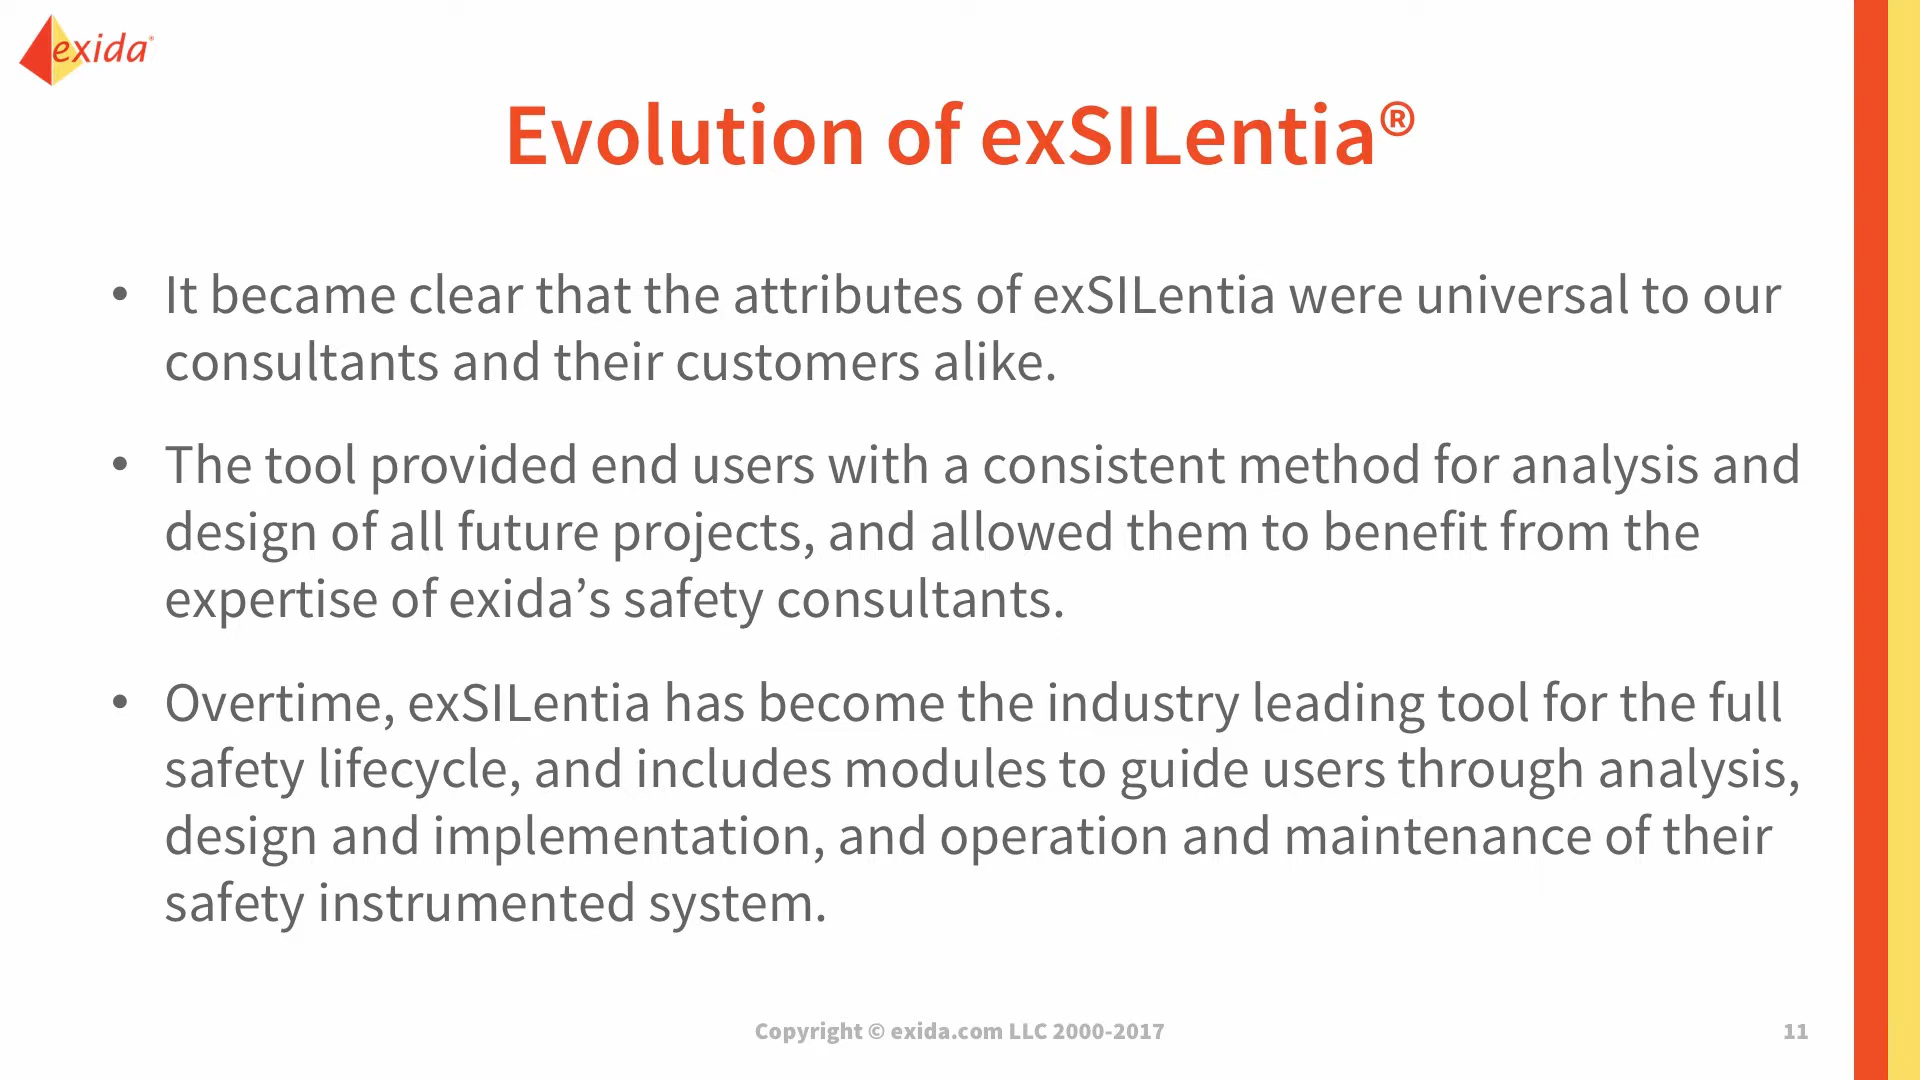 exida®
Evolution of exSILentia®
• It became clear that the attributes of exSILentia were universal to our
consultants and their customers alike.
• The tool provided end users with a consistent method for analysis and
design of all future projects, and allowed them to benefit from the
expertise of exida’s safety consultants.
• Overtime, exSILentia has become the industry leading tool for the full
safety lifecycle, and includes modules to guide users through analysis,
design and implementation, and operation and maintenance of their
safety instrumented system.
Copyright © exida.com LLC 2000-2017
11